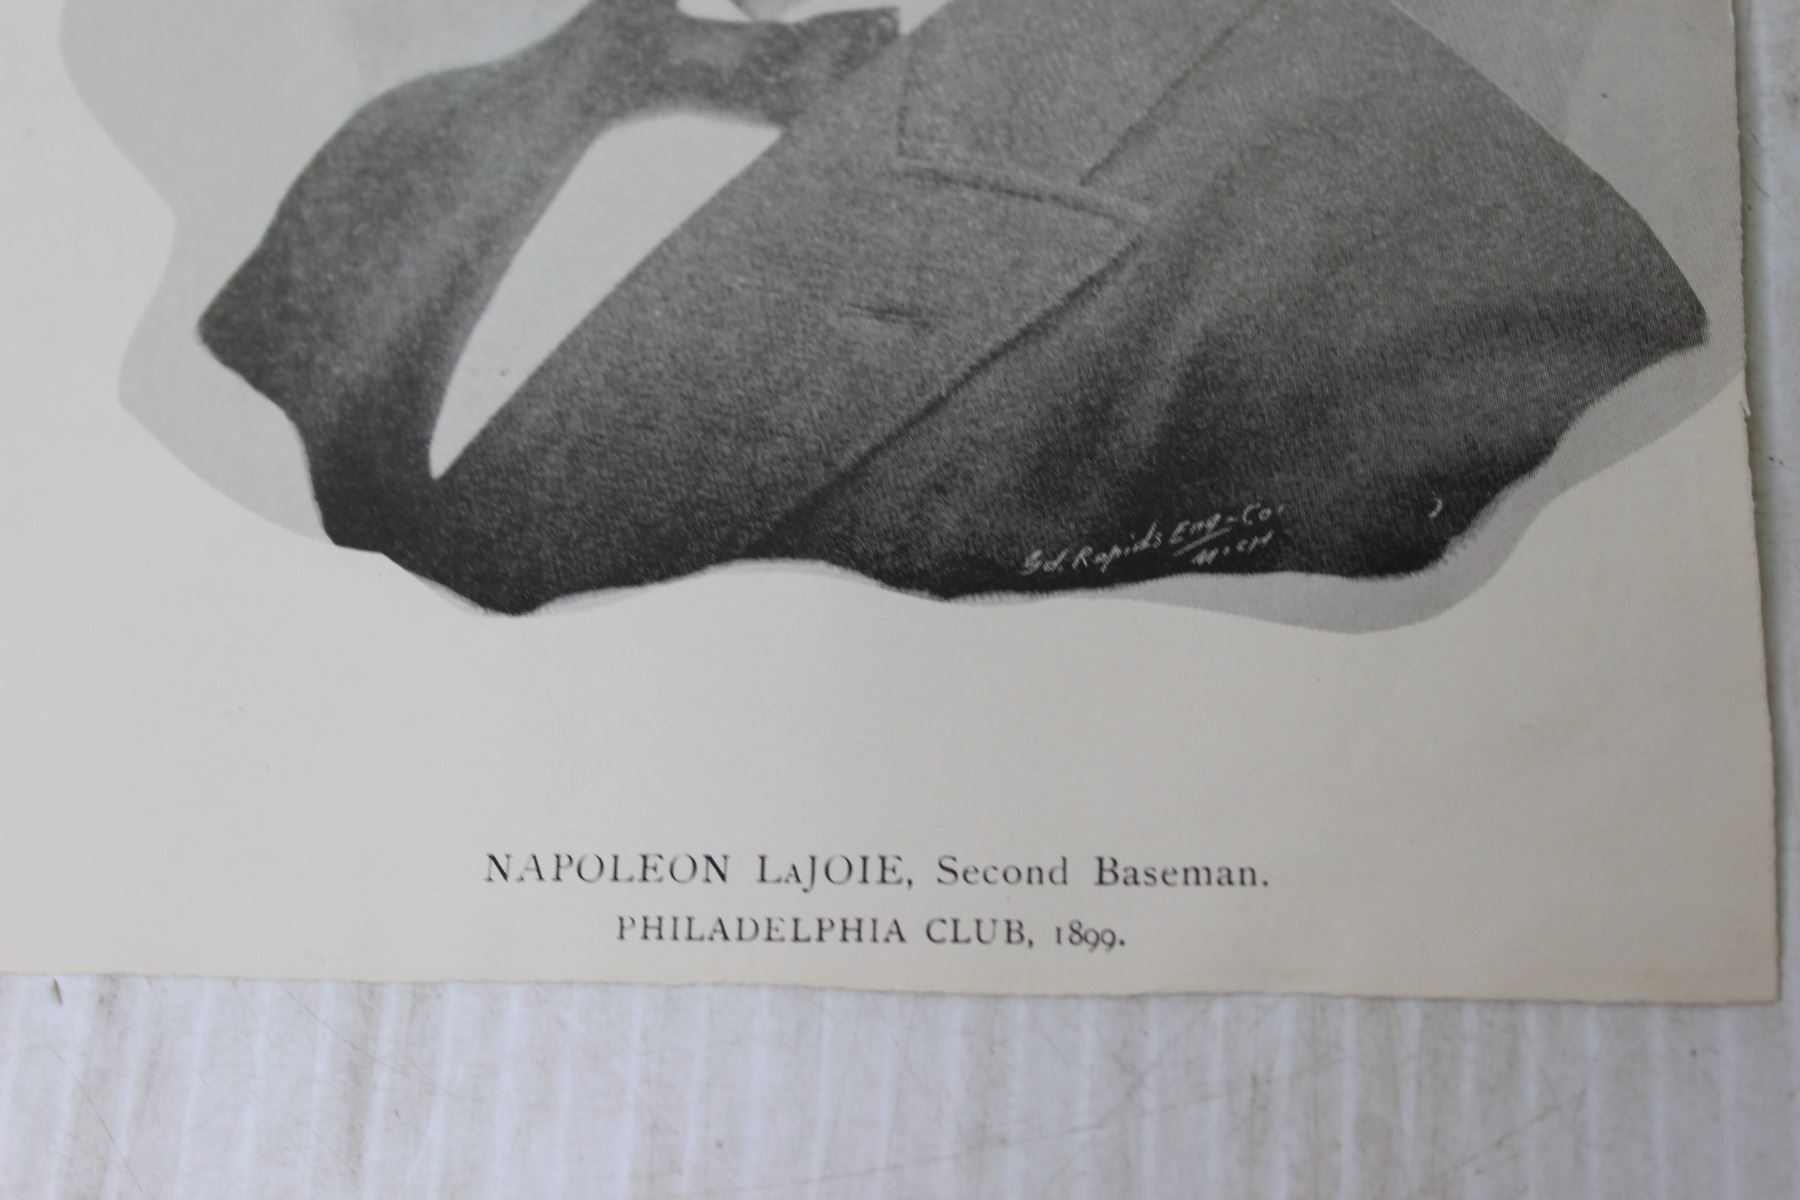 Gd. Rapids Eng-Co.
MICH
NAPOLEON LAJOIE, Second Baseman.
PHILADELPHIA CLUB, 1899.